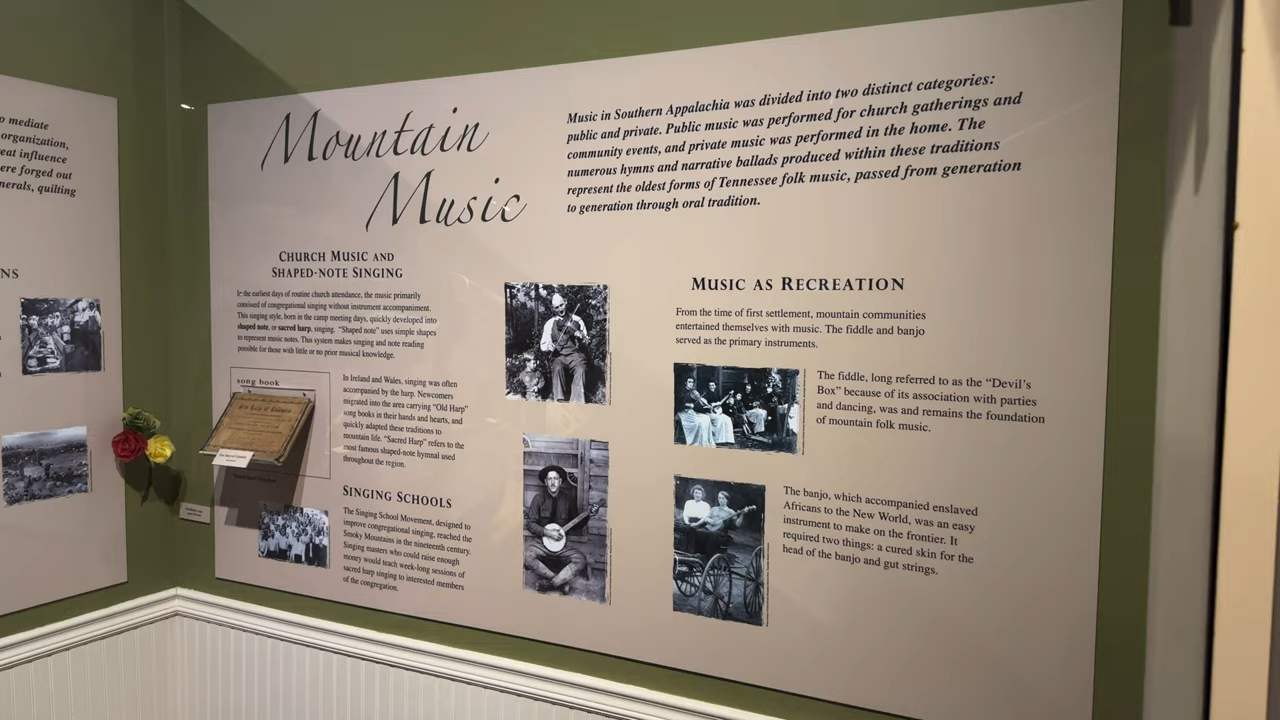 o mediate
organization,
eat influence
ere forged out
nerals, quilting
NS
Mountain
Music
Music in Southern Appalachia was divided into two distinct categories:
public and private. Public music was performed for church gatherings and
community events, and private music was performed in the home. The
numerous hymns and narrative ballads produced within these traditions
represent the oldest forms of Tennessee folk music, passed from generation
to generation through oral tradition.
Church Music and
Shaped-note Singing
In the earliest days of routine church attendance, the music primarily
consisted of congregational singing without instrument accompaniment.
This singing style, born in the camp meeting days, quickly developed into
shaped note, or sacred harp, singing. "Shaped note" uses simple shapes
to represent music notes. This system makes singing and note reading
possible for those with little or no prior musical knowledge.
song book
In Ireland and Wales, singing was often
accompanied by the harp. Newcomers
migrated into the area carrying "Old Harp"
song books in their hands and hearts, and
quickly adapted these traditions to
mountain life. "Sacred Harp" refers to the
most famous shaped-note hymnal used
throughout the region.
Singing Schools
The Singing School Movement, designed to
improve congregational singing, reached the
Smoky Mountains in the nineteenth century.
Singing masters who could raise enough
money would teach week-long sessions of
sacred harp singing to interested members
of the congregation.
Music as Recreation
From the time of first settlement, mountain communities
entertained themselves with music. The fiddle and banjo
served as the primary instruments.
The fiddle, long referred to as the "Devil's
Box" because of its association with parties
and dancing, was and remains the foundation
of mountain folk music.
The banjo, which accompanied enslaved
Africans to the New World, was an easy
instrument to make on the frontier. It
required two things: a cured skin for the
head of the banjo and gut strings.